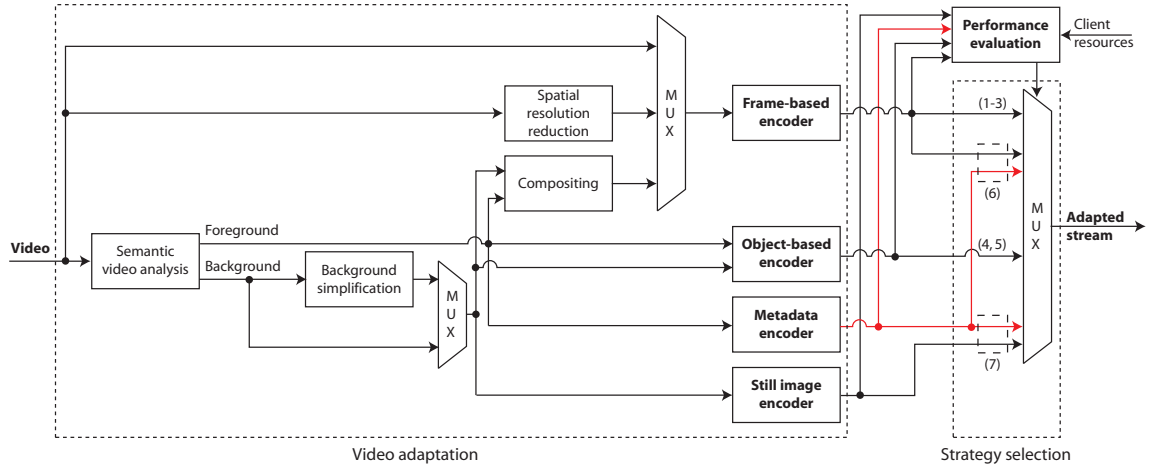 Performance
evaluation
Client
resources
Spatial
resolution
reduction
M
U
X
Frame-based
encoder
(1-3)
Compositing
(6)
M
U
X
Adapted
stream
Video
Semantic
video analysis
Foreground
Background
Background
simplification
M
U
X
Object-based
encoder
(4, 5)
Metadata
encoder
(7)
Still image
encoder
Video adaptation
Strategy selection